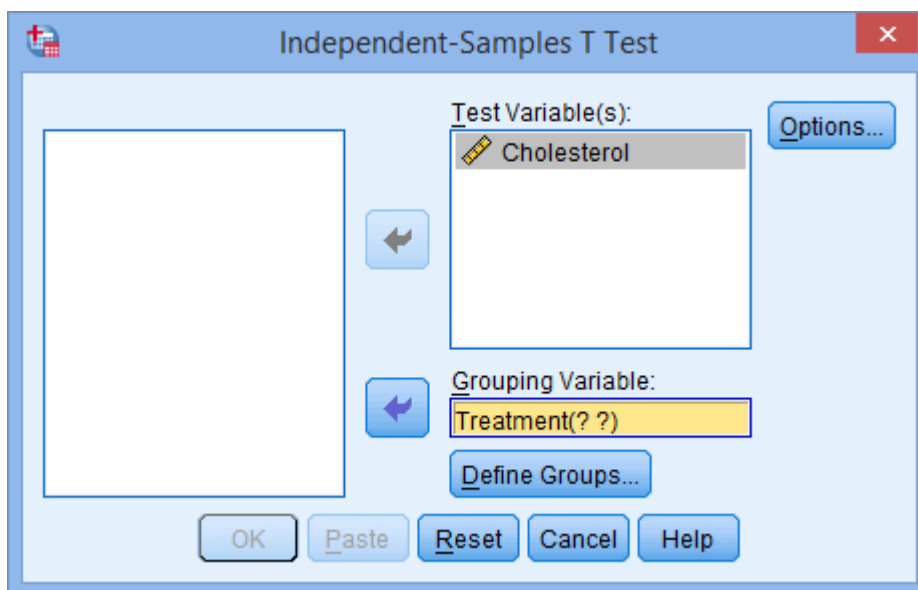 Independent-Samples T Test
Test Variable(s):
Cholesterol
Options...
Grouping Variable:
Treatment(? ?)
Define Groups...
OK Paste Reset Cancel Help